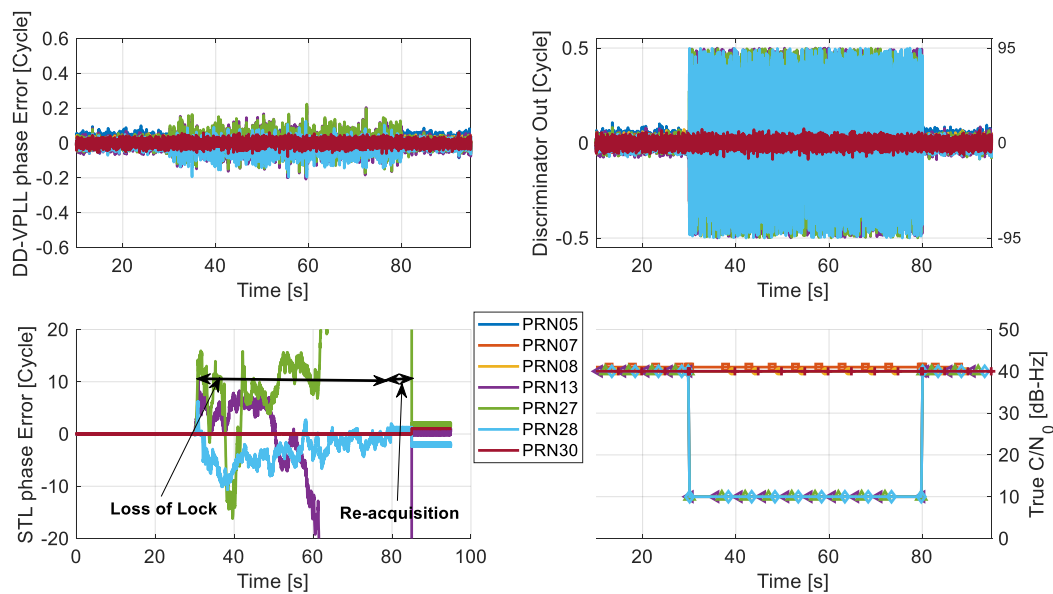 DD-VPLL phase Error [Cycle]
0.6
0.4
0.2
0
-0.2
-0.4
-0.6
20
40
60
80
Time [s]
Discriminator Out [Cycle]
0.5
0
-0.5
95
0
-95
20
40
60
80
Time [s]
STL phase Error [Cycle]
20
10
0
-10
-20
Loss of Lock
Re-acquisition
0
20
40
60
80
100
Time [s]
PRN05
PRN07
PRN08
PRN13
PRN27
PRN28
PRN30
50
40
30
20
10
0
True C/N0 [dB-Hz]
20
40
60
80
Time [s]